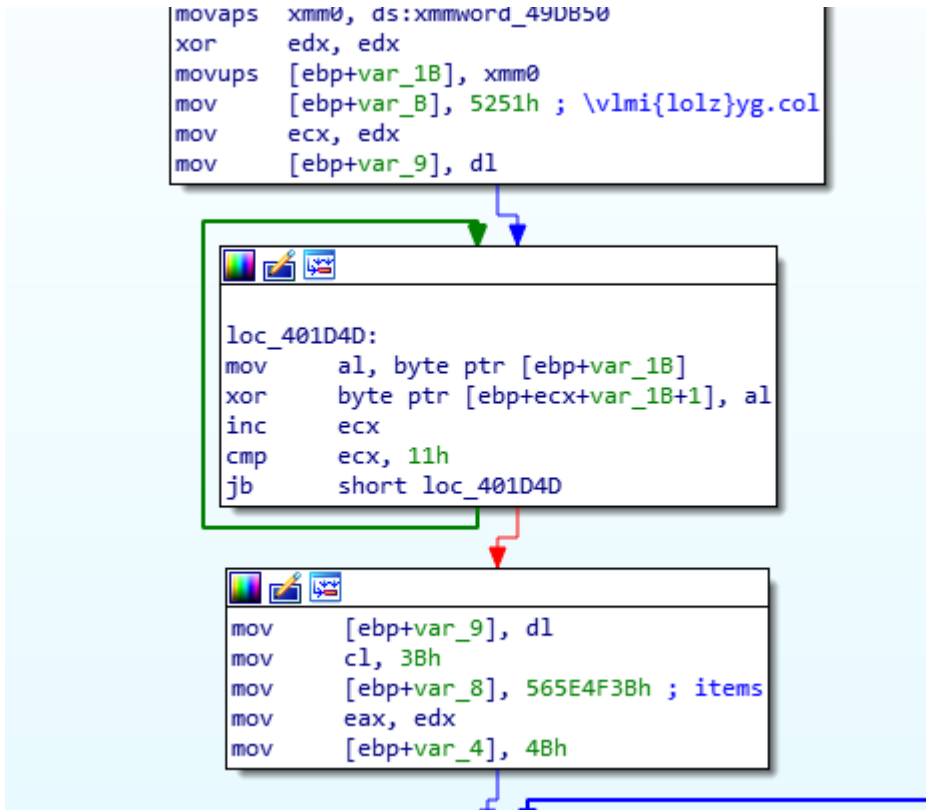 movaps xmm0, ds:xmmword_49DB50
xor edx, edx
movups [ebp+var_1B], xmm0
mov [ebp+var_B], 5251h ; \vlmi{lolz}yg.col
mov ecx, edx
mov [ebp+var_9], dl
loc_401D4D:
mov al, byte ptr [ebp+var_1B]
xor byte ptr [ebp+ecx+var_1B+1], al
inc ecx
cmp ecx, 11h
jb short loc_401D4D
mov [ebp+var_9], dl
mov cl, 3Bh
mov [ebp+var_8], 565E4F3Bh ; items
mov eax, edx
mov [ebp+var_4], 4Bh